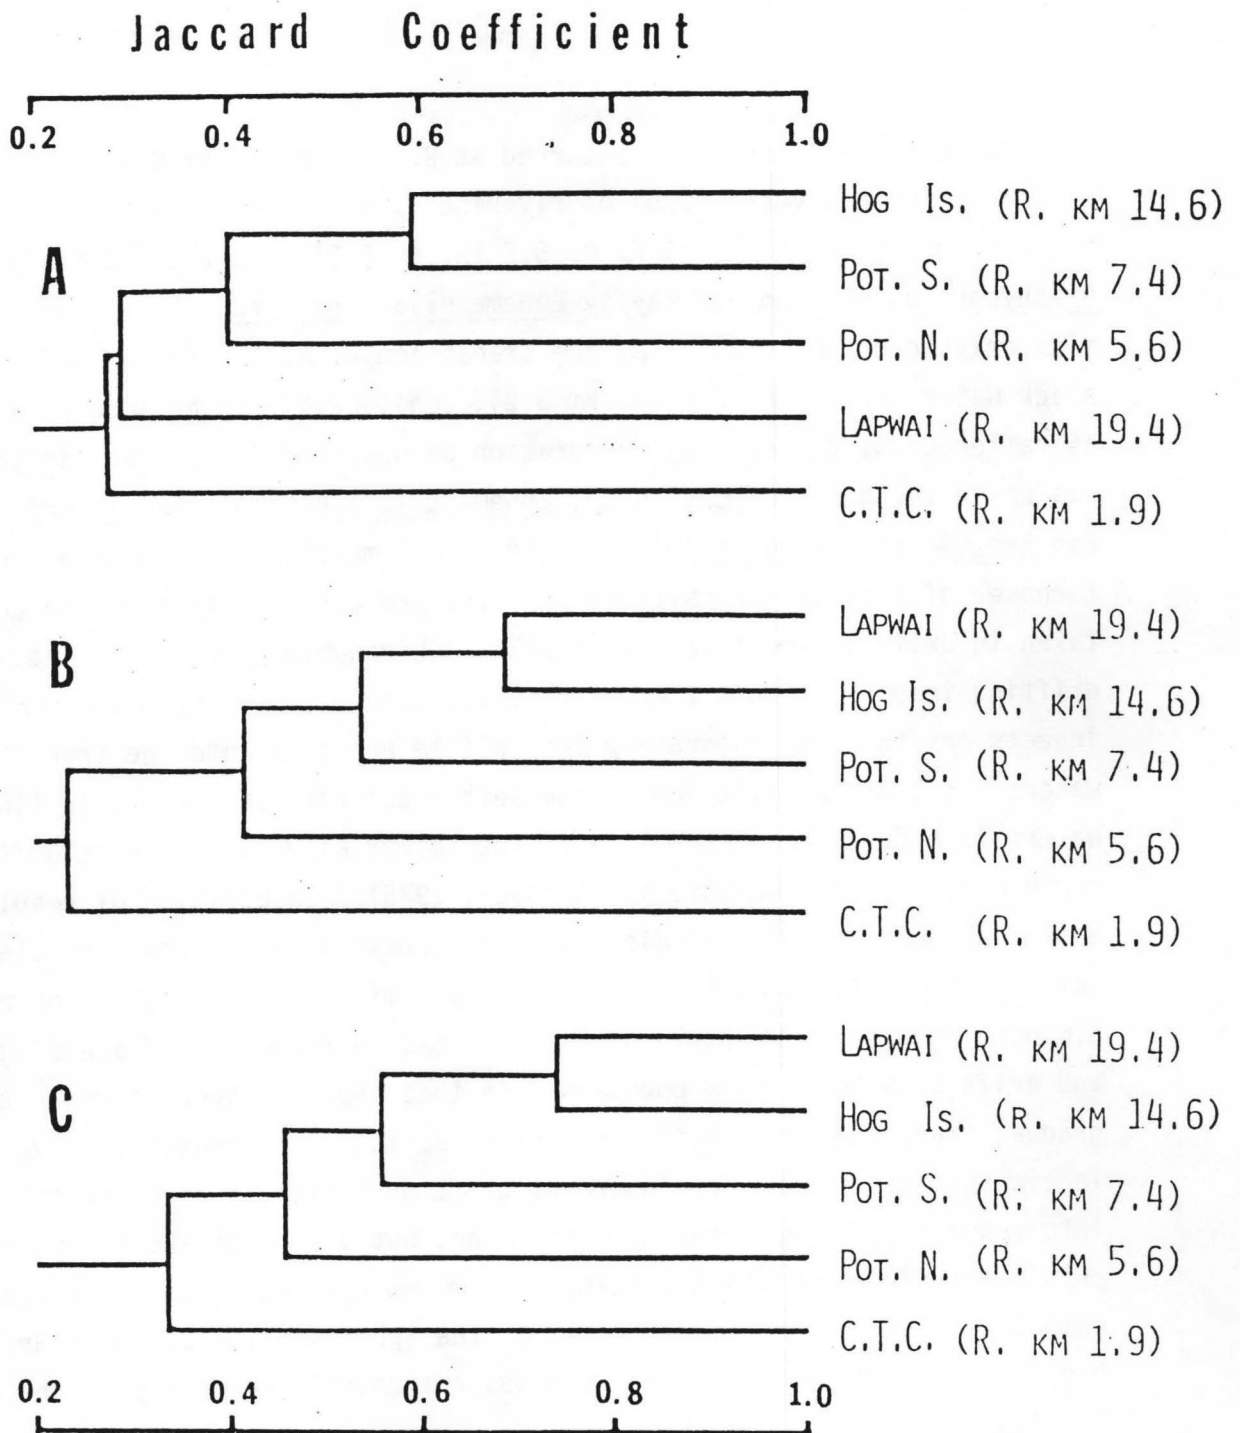 Jaccard Coefficient
0.2 0.4 0.6 0.8 1.0
A
HOG IS. (R. KM 14.6)
POT. S. (R. KM 7.4)
POT. N. (R. KM 5.6)
LAPWAI (R. KM 19.4)
C.T.C. (R. KM 1.9)
B
LAPWAI (R. KM 19.4)
HOG IS. (R. KM 14.6)
POT. S. (R. KM 7.4)
POT. N. (R. KM 5.6)
C.T.C. (R. KM 1.9)
C
LAPWAI (R. KM 19.4)
HOG IS. (R. KM 14.6)
POT. S. (R. KM 7.4)
POT. N. (R. KM 5.6)
C.T.C. (R. KM 1.9)
0.2 0.4 0.6 0.8 1.0